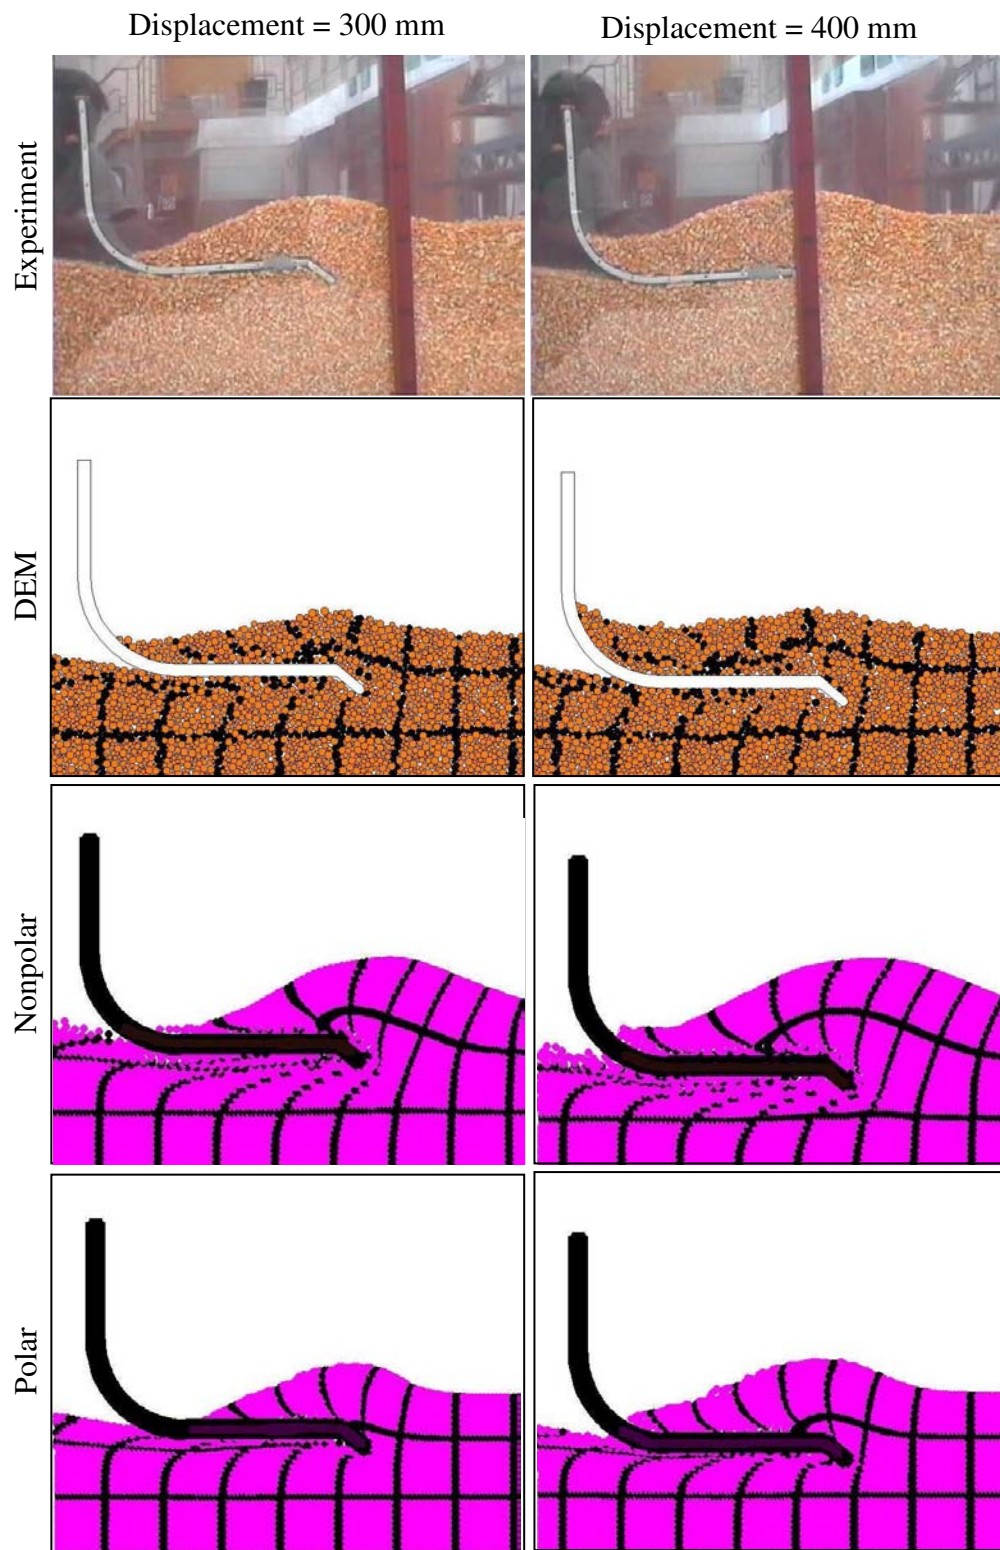 Displacement = 300 mm
Displacement = 400 mm
Experiment
DEM
Nonpolar
Polar